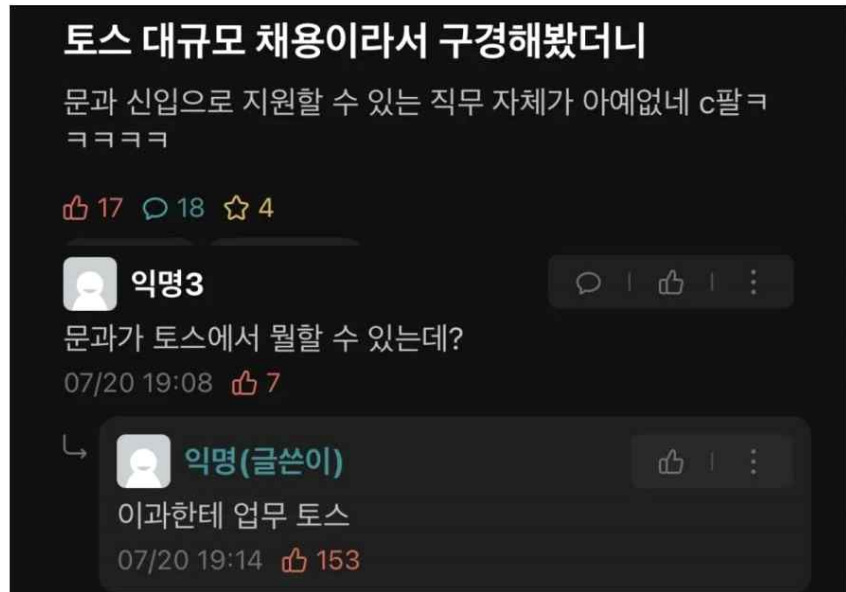 토스 대규모 채용이라서 구경해봤더니
문과 신입으로 지원할 수 있는 직무 자체가 아예없네 c팔ㅋ
ㅋㅋㅋㅋ
17 18 4
익명3
문과가 토스에서 뭘할 수 있는데?
07/20 19:08 7
익명(글쓴이)
이과한테 업무 토스
07/20 19:14 153